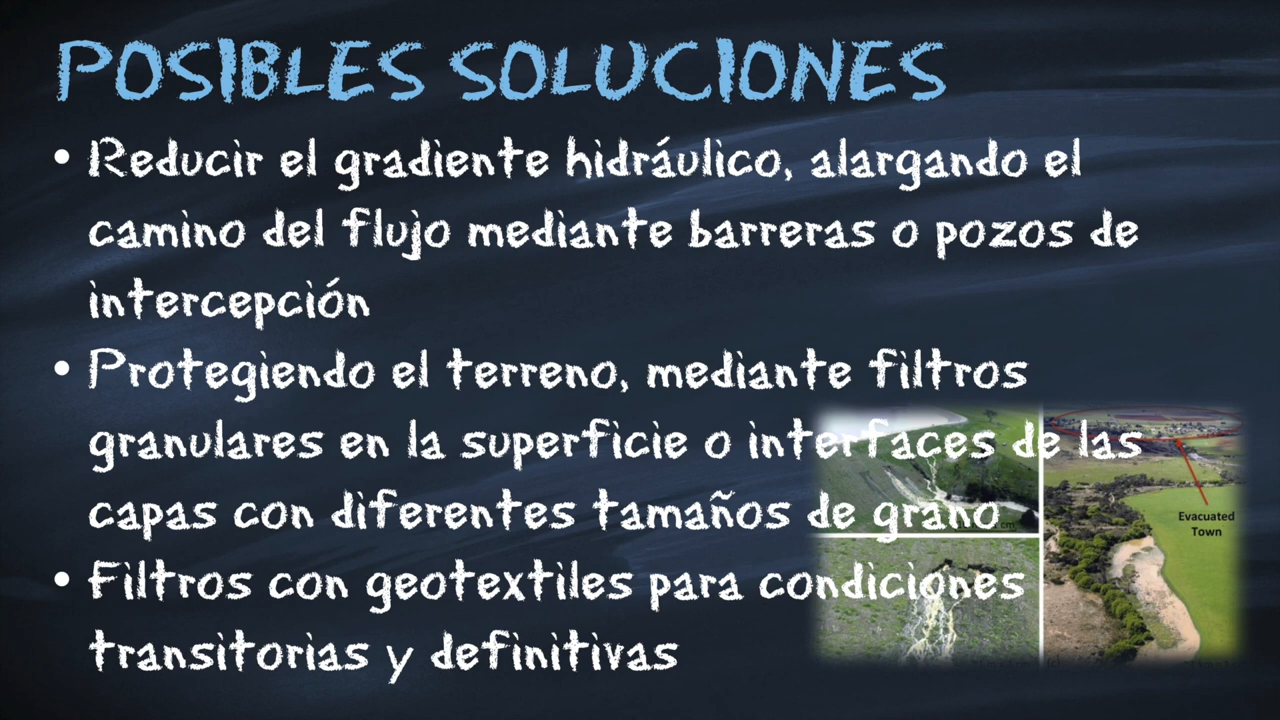 POSIBLES SOLUCIONES
• Reducir el gradiente hidráulico, alargando el
camino del flujo mediante barreras o pozos de
intercepción
• Protegiendo el terreno, mediante filtros
granulares en la superficie o interfaces de las
capas con diferentes tamaños de grano
cm
Evacuated
Town
• Filtros con geotextiles para condiciones
transitorias y definitivas